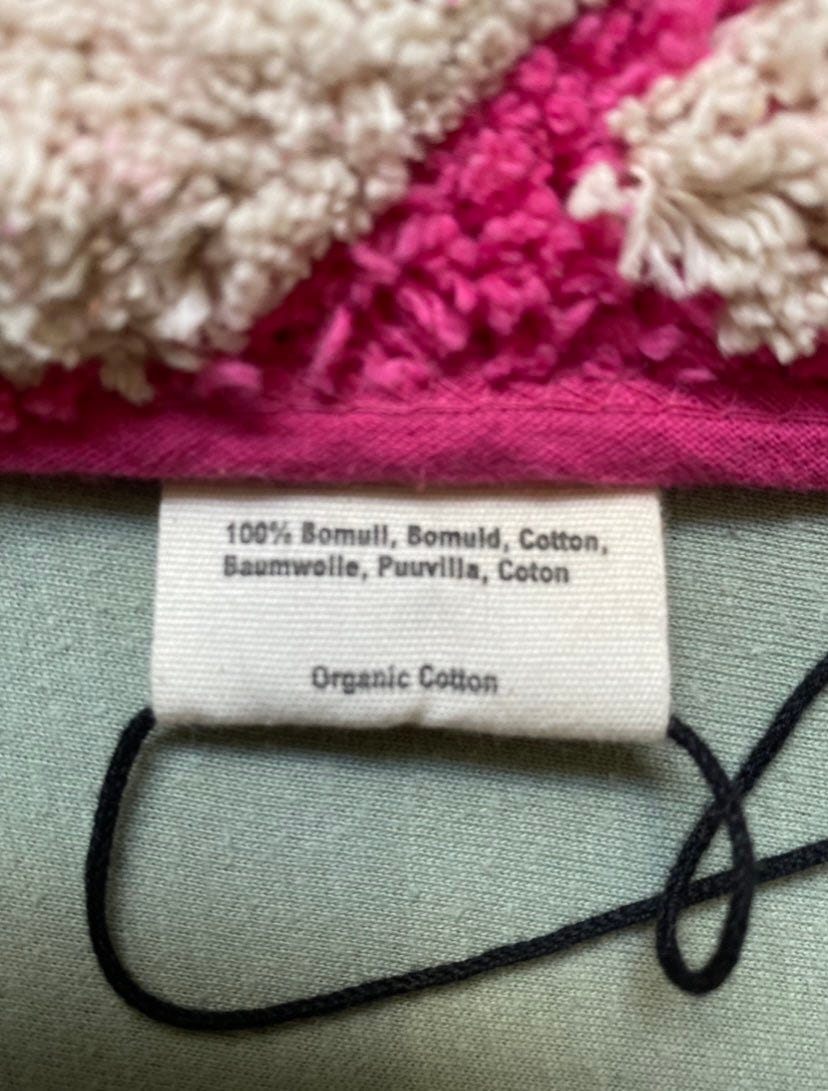 100% Bomull, Bomuld, Cotton,
Baumwolle, Puuvilla, Coton
Organic Cotton